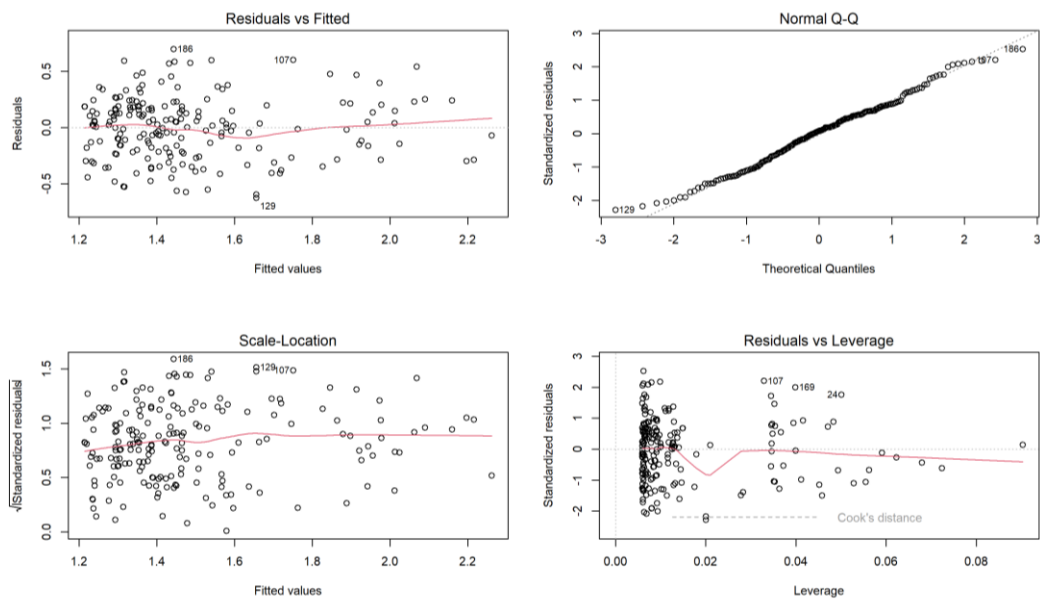 Residuals vs Fitted
Residuals
0.5
0.0
-0.5
186
107
129
1.2 1.4 1.6 1.8 2.0 2.2
Fitted values
Normal Q-Q
Standardized residuals
3
2
1
0
-1
-2
186
107
129
-3 -2 -1 0 1 2 3
Theoretical Quantiles
Scale-Location
√|Standardized residuals|
1.5
1.0
0.5
0.0
186
129
107
1.2 1.4 1.6 1.8 2.0 2.2
Fitted values
Residuals vs Leverage
Standardized residuals
3
2
1
0
-1
-2
107
169
24
Cook's distance
0.00 0.02 0.04 0.06 0.08
Leverage